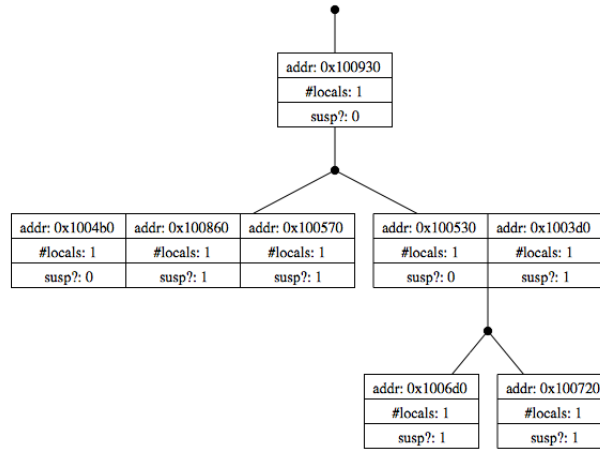 addr: 0x100930
#locals: 1
susp?: 0
addr: 0x1004b0 addr: 0x100860 addr: 0x100570 addr: 0x100530 addr: 0x1003d0
#locals: 1 #locals: 1 #locals: 1 #locals: 1 #locals: 1
susp?: 0 susp?: 1 susp?: 1 susp?: 0 susp?: 1
addr: 0x1006d0 addr: 0x100720
#locals: 1 #locals: 1
susp?: 1 susp?: 1